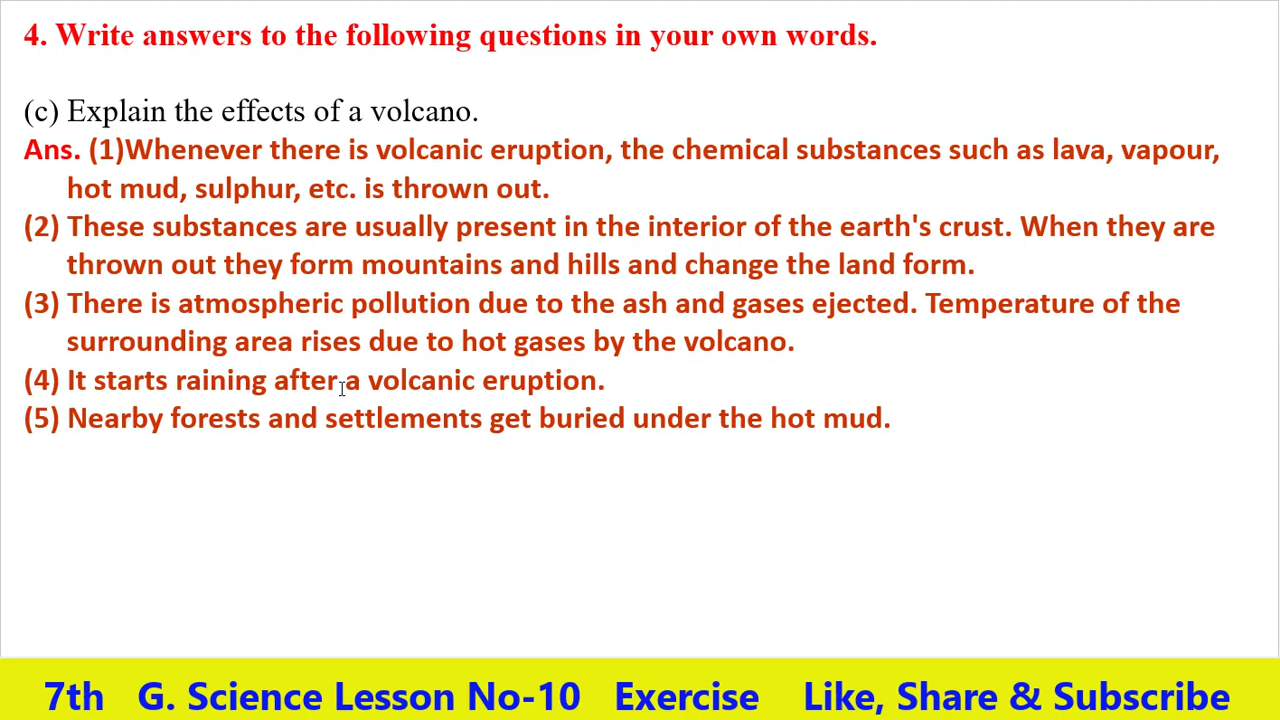 4. Write answers to the following questions in your own words.
(c) Explain the effects of a volcano.
Ans. (1)Whenever there is volcanic eruption, the chemical substances such as lava, vapour,
hot mud, sulphur, etc. is thrown out.
(2) These substances are usually present in the interior of the earth's crust. When they are
thrown out they form mountains and hills and change the land form.
(3) There is atmospheric pollution due to the ash and gases ejected. Temperature of the
surrounding area rises due to hot gases by the volcano.
(4) It starts raining after a volcanic eruption.
(5) Nearby forests and settlements get buried under the hot mud.
7th G. Science Lesson No-10 Exercise Like, Share & Subscribe